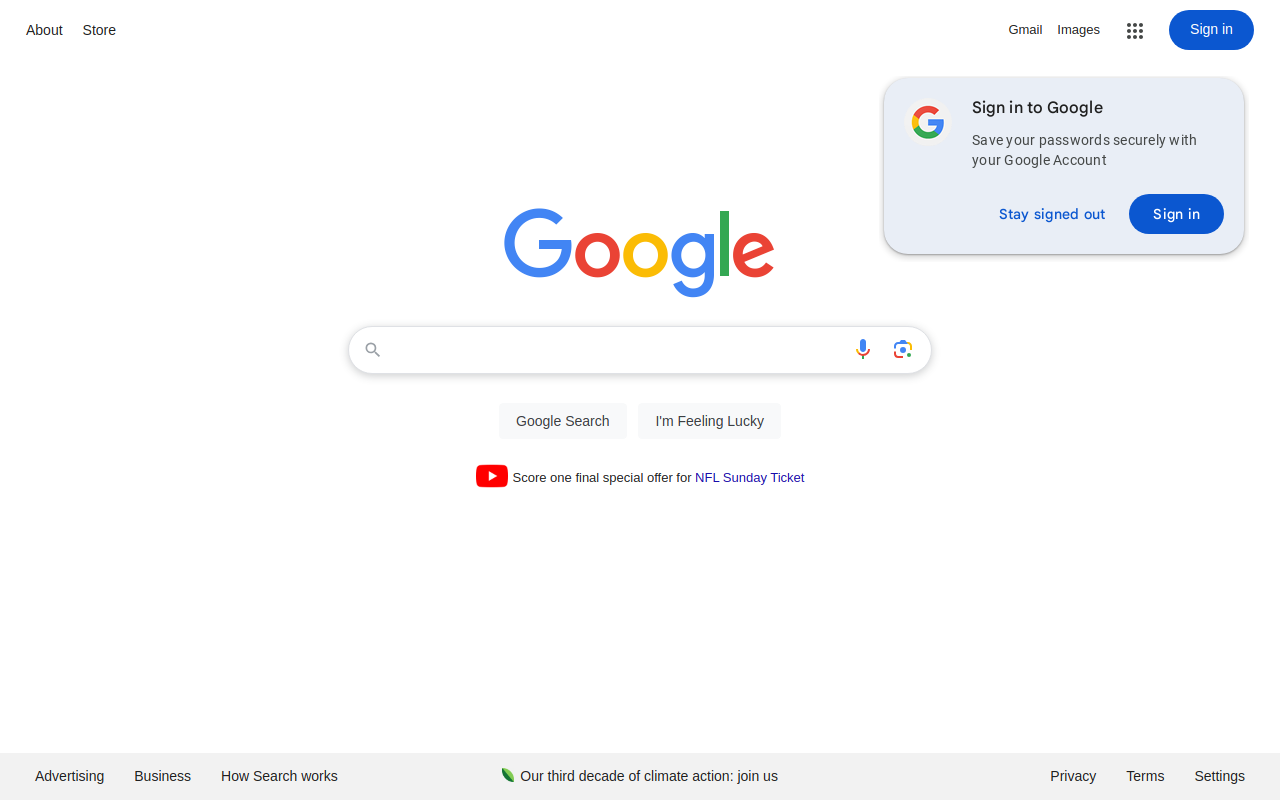 About Store
Gmail Images
Sign in
Sign in to Google
Save your passwords securely with
your Google Account
Stay signed out
Sign in
Google
Google Search
I'm Feeling Lucky
Score one final special offer for NFL Sunday Ticket
Advertising Business How Search works
Our third decade of climate action: join us
Privacy Terms Settings